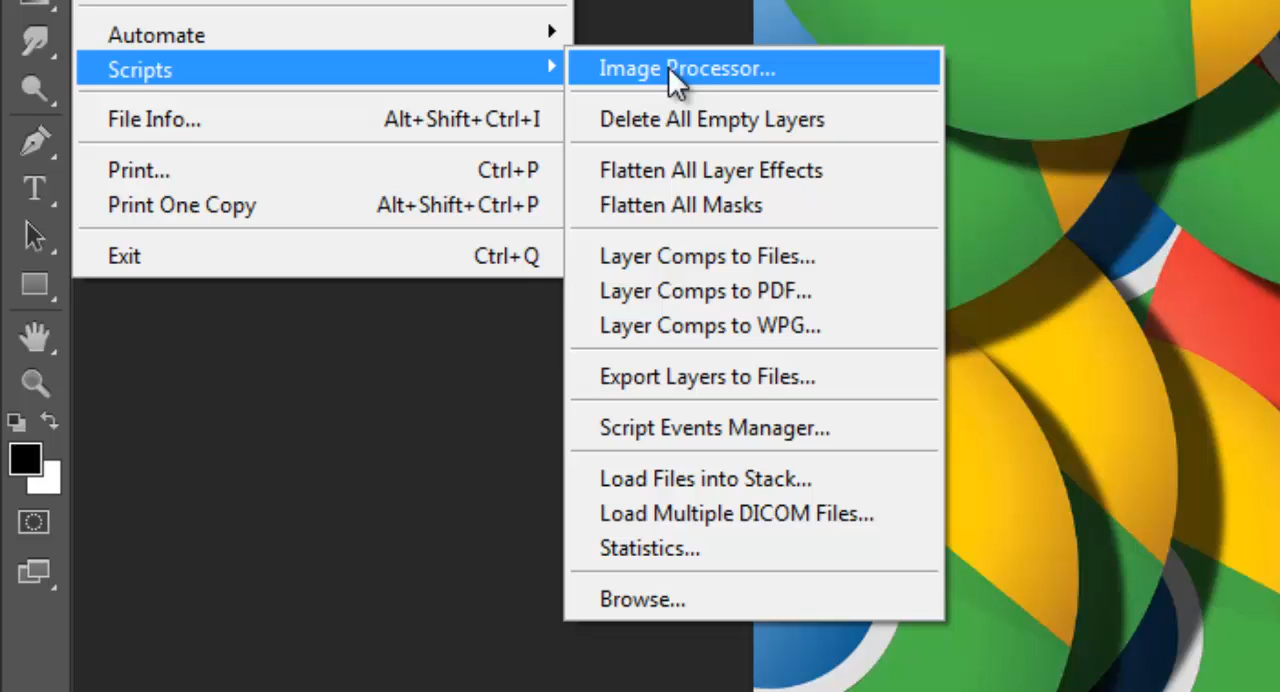 Automate
Scripts
File Info... Alt+Shift+Ctrl+I
Print... Ctrl+P
Print One Copy Alt+Shift+Ctrl+P
Exit Ctrl+Q
Image Processor...
Delete All Empty Layers
Flatten All Layer Effects
Flatten All Masks
Layer Comps to Files...
Layer Comps to PDF...
Layer Comps to WPG...
Export Layers to Files...
Script Events Manager...
Load Files into Stack...
Load Multiple DICOM Files...
Statistics...
Browse...
T